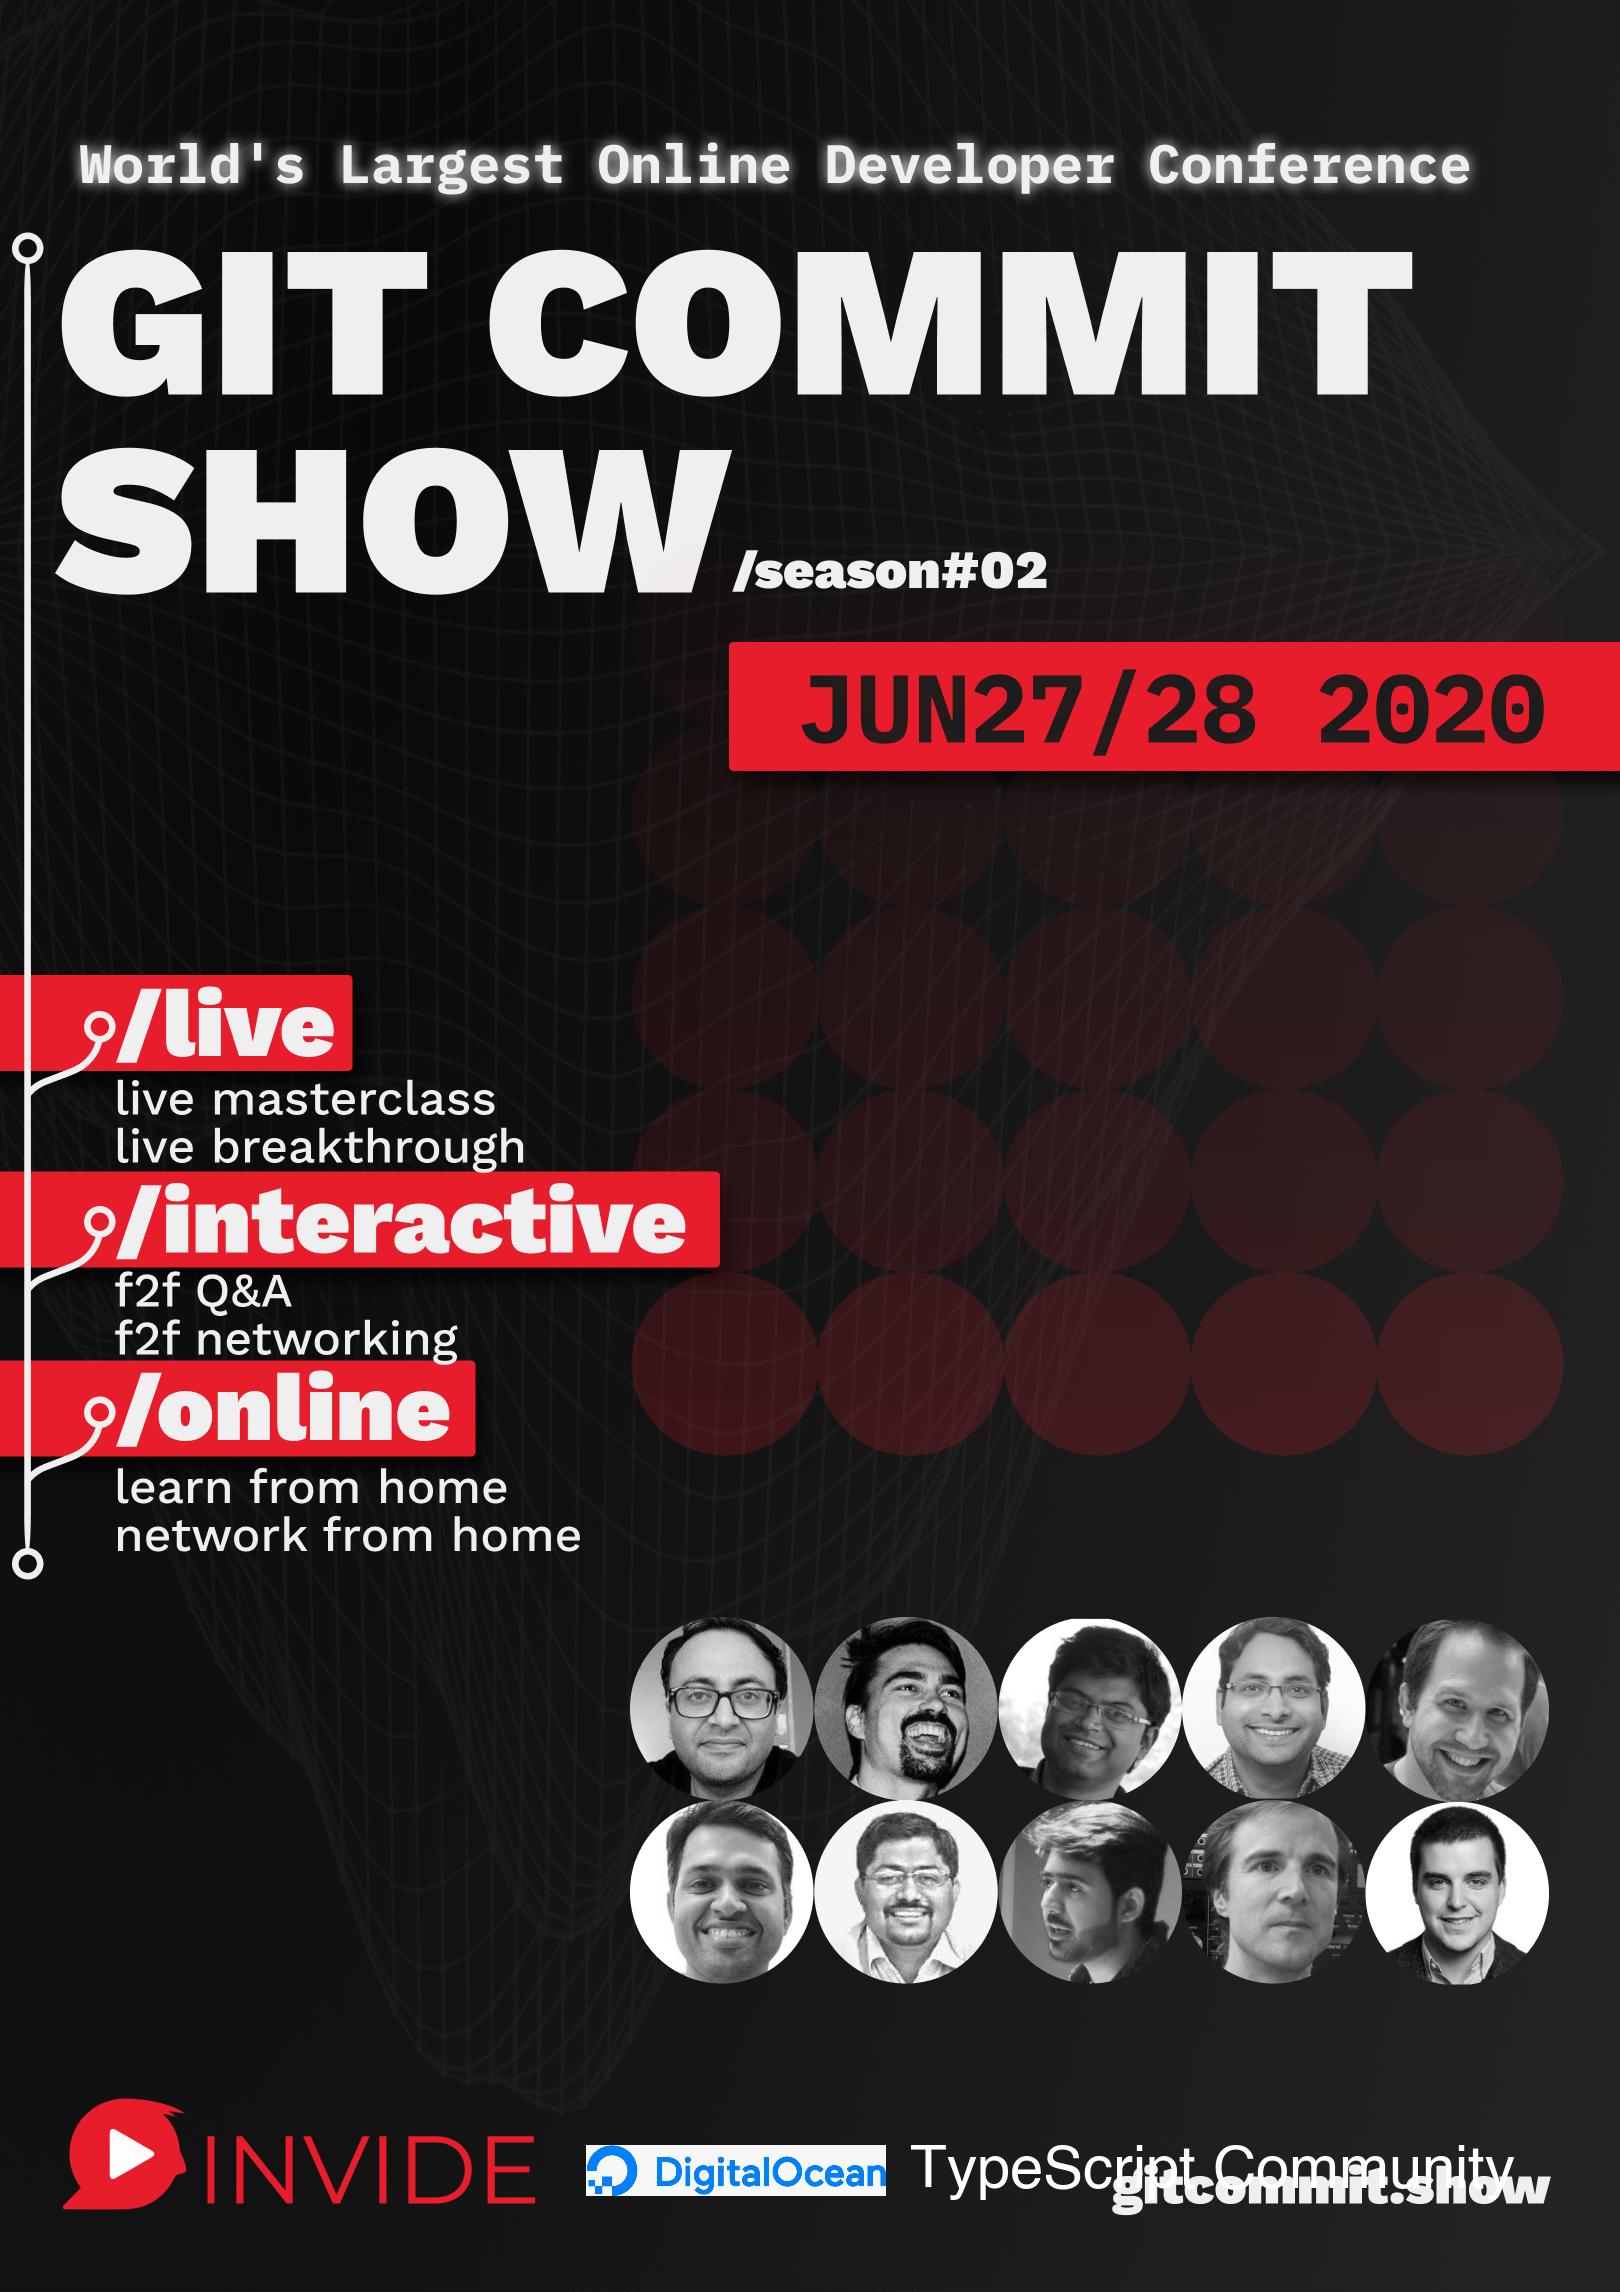 World's Largest Online Developer Conference
GIT COMMIT
SHOW/season#02
JUN27/28 2020
/live
live masterclass
live breakthrough
/interactive
f2f Q&A
f2f networking
/online
learn from home
network from home
INVIDE
DigitalOcean
TypeScript Community
gitcommit.show